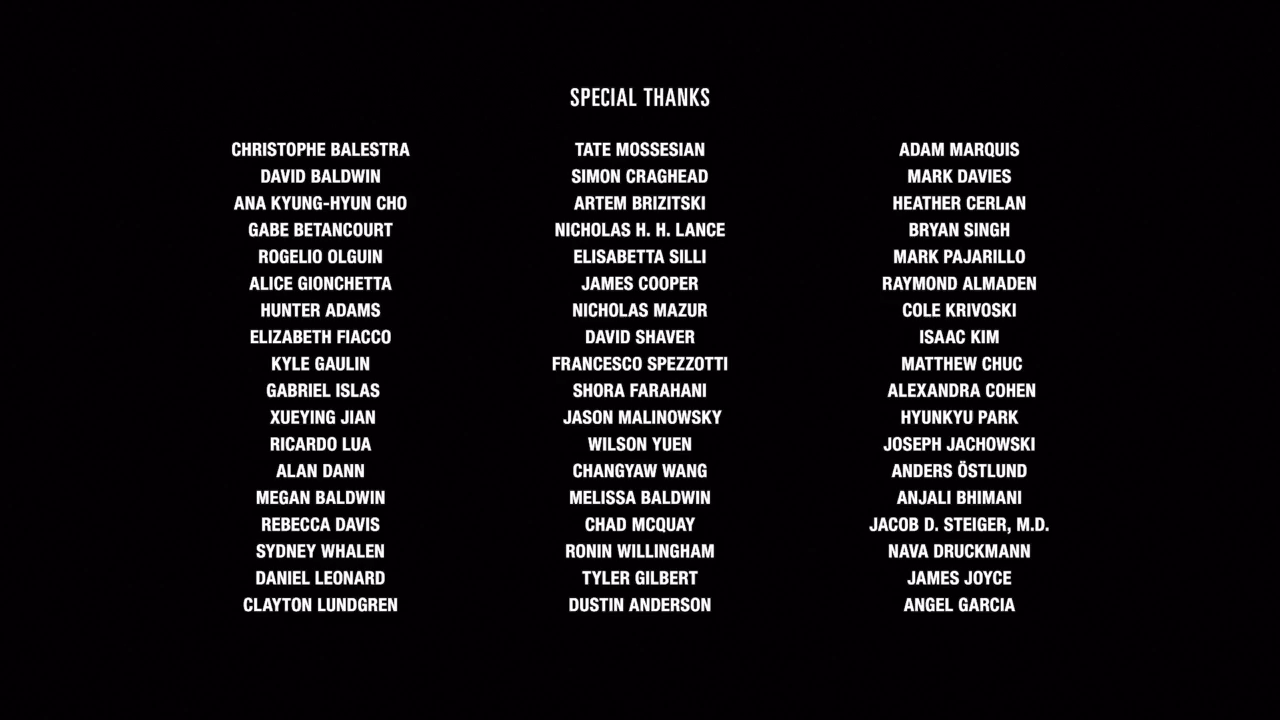 SPECIAL THANKS
CHRISTOPHE BALESTRA
DAVID BALDWIN
ANA KYUNG-HYUN CHO
GABE BETANCOURT
ROGELIO OLGUIN
ALICE GIONCHETTA
HUNTER ADAMS
ELIZABETH FIACCO
KYLE GAULIN
GABRIEL ISLAS
XUEYING JIAN
RICARDO LUA
ALAN DANN
MEGAN BALDWIN
REBECCA DAVIS
SYDNEY WHALEN
DANIEL LEONARD
CLAYTON LUNDGREN
TATE MOSSESIAN
SIMON CRAGHEAD
ARTEM BRIZITSKI
NICHOLAS H. H. LANCE
ELISABETTA SILLI
JAMES COOPER
NICHOLAS MAZUR
DAVID SHAVER
FRANCESCO SPEZZOTTI
SHORA FARAHANI
JASON MALINOWSKY
WILSON YUEN
CHANGYAW WANG
MELISSA BALDWIN
CHAD MCQUAY
RONIN WILLINGHAM
TYLER GILBERT
DUSTIN ANDERSON
ADAM MARQUIS
MARK DAVIES
HEATHER CERLAN
BRYAN SINGH
MARK PAJARILLO
RAYMOND ALMADEN
COLE KRIVOSKI
ISAAC KIM
MATTHEW CHUC
ALEXANDRA COHEN
HYUNKYU PARK
JOSEPH JACHOWSKI
ANDERS ÖSTLUND
ANJALI BHIMANI
JACOB D. STEIGER, M.D.
NAVA DRUCKMANN
JAMES JOYCE
ANGEL GARCIA